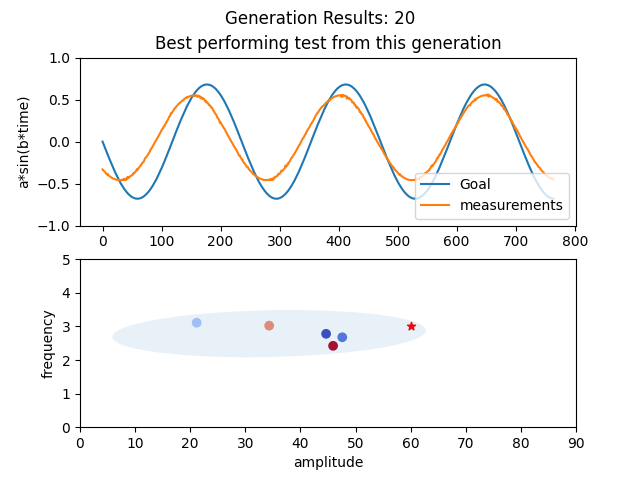 Generation Results: 20
Best performing test from this generation
a*sin(b*time)
1.0
0.5
0.0
−0.5
−1.0
Goal
measurements
0 100 200 300 400 500 600 700 800
frequency
5
4
3
2
1
0
0 10 20 30 40 50 60 70 80 90
amplitude